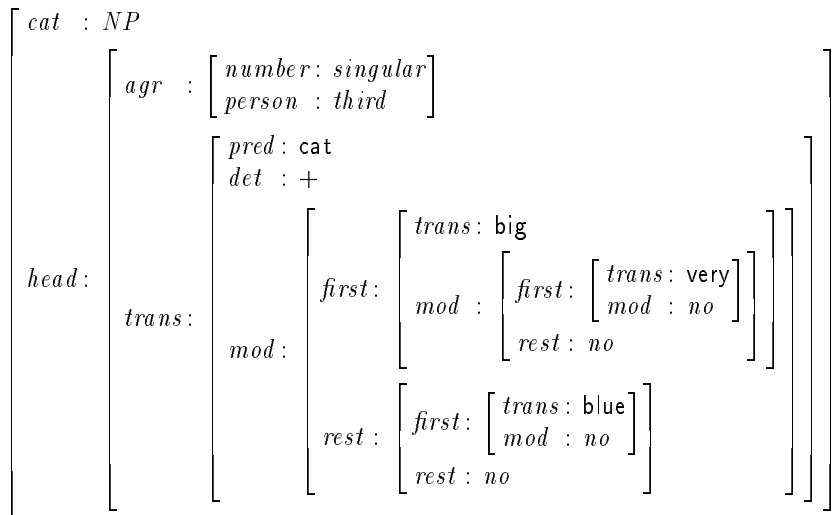 cat : NP
agr : number : singular
person : third
pred : cat
det : +
trans : big
head : first : mod : first : trans : very
mod : no
trans : mod : rest : no
rest : first : trans : blue
mod : no
rest : no